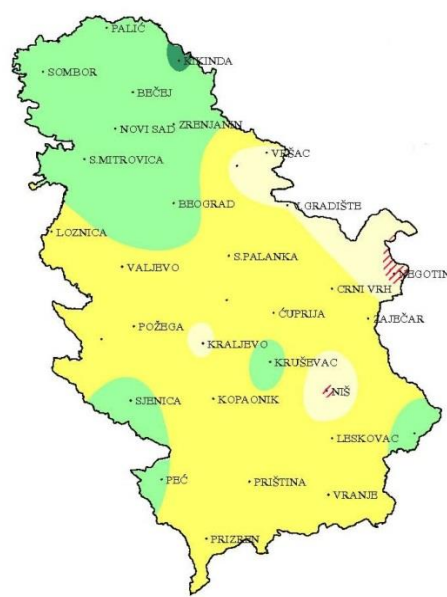 PALIĆ
KIKINDA
SOMBOR
BEČEJ
NOVI SAD
ZRENJANIN
VRŠAC
S.MITROVICA
BEOGRAD
V.GRADIŠTE
LOZNICA
VALJEVO
S.PALANKA
NEGOTIN
CRNI VRH
ĆUPRIJA
ZAJEČAR
POŽEGA
KRALJEVO
KRUŠEVAC
SJENICA
KOPAONIK
NIŠ
LESKOVAC
PEĆ
PRIŠTINA
VRANJE
PRIZREN